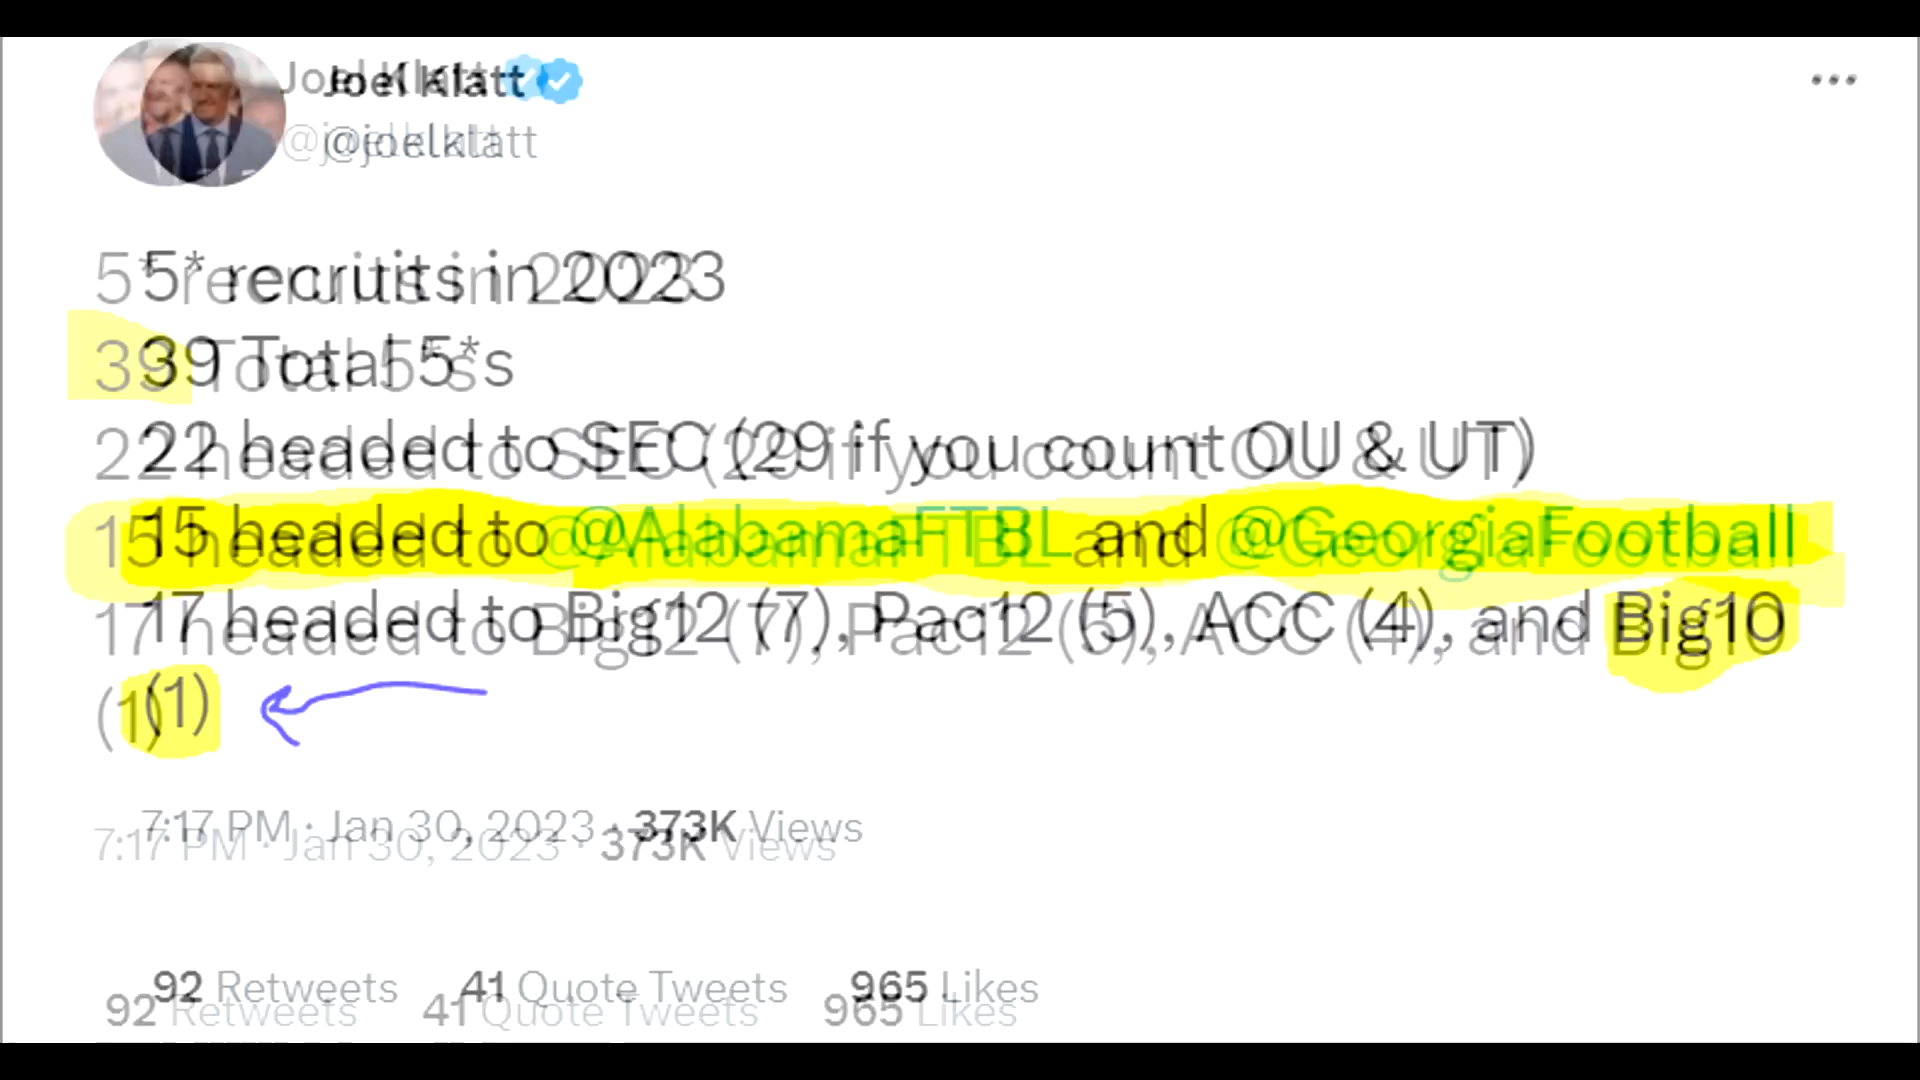 Joel Klatt
@joelklatt
5* recruits in 2023
39 Total 5*s
22 headed to SEC (29 if you count OU & UT)
15 headed to @AlabamaFTBL and @GeorgiaFootball
17 headed to Big12 (7), Pac12 (5), ACC (4), and Big10
(1)
7:17 PM · Jan 30, 2023 · 373K Views
92 Retweets 41 Quote Tweets 965 Likes